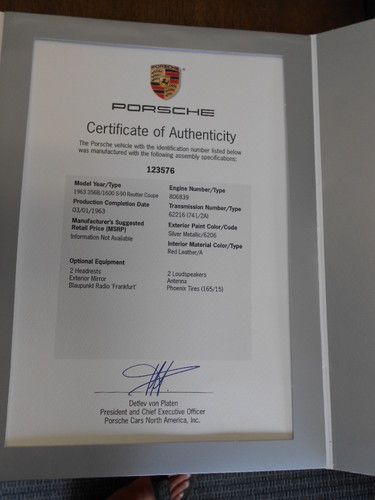 PORSCHE
Certificate of Authenticity
The Porsche vehicle with the identification number listed below
was manufactured with the following assembly specifications:
123576
Model Year/Type
1963 356B/1600 S-90 Reutter Coupe
Production Completion Date
03/01/1963
Manufacturer's Suggested
Retail Price (MSRP)
Information Not Available
Engine Number/Type
806839
Transmission Number/Type
62216 (741/2A)
Exterior Paint Color/Code
Silver Metallic/6206
Interior Material Color/Type
Red Leather/A
Optional Equipment
2 Headrests
Exterior Mirror
Blaupunkt Radio 'Frankfurt'
2 Loudspeakers
Antenna
Phoenix Tires (165/15)
Detlev von Platen
President and Chief Executive Officer
Porsche Cars North America, Inc.